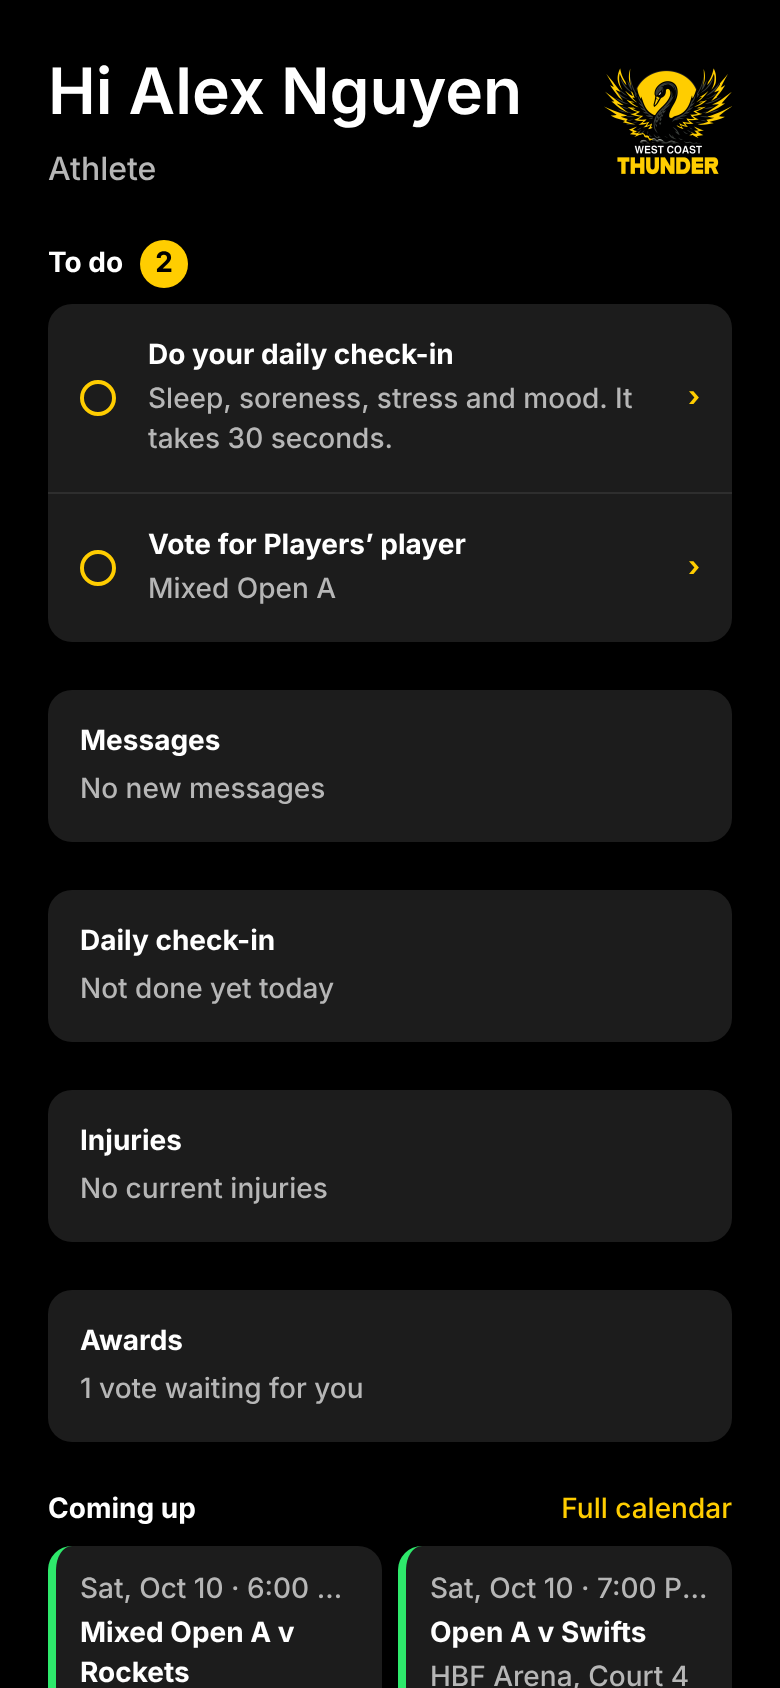 Hi Alex Nguyen
Athlete
WEST COAST
THUNDER
To do 2
Do your daily check-in
Sleep, soreness, stress and mood. It
takes 30 seconds.
›
Vote for Players’ player
Mixed Open A
›
Messages
No new messages
Daily check-in
Not done yet today
Injuries
No current injuries
Awards
1 vote waiting for you
Coming up
Full calendar
Sat, Oct 10 · 6:00 ...
Mixed Open A v
Rockets
Sat, Oct 10 · 7:00 P...
Open A v Swifts
HBF Arena, Court 4